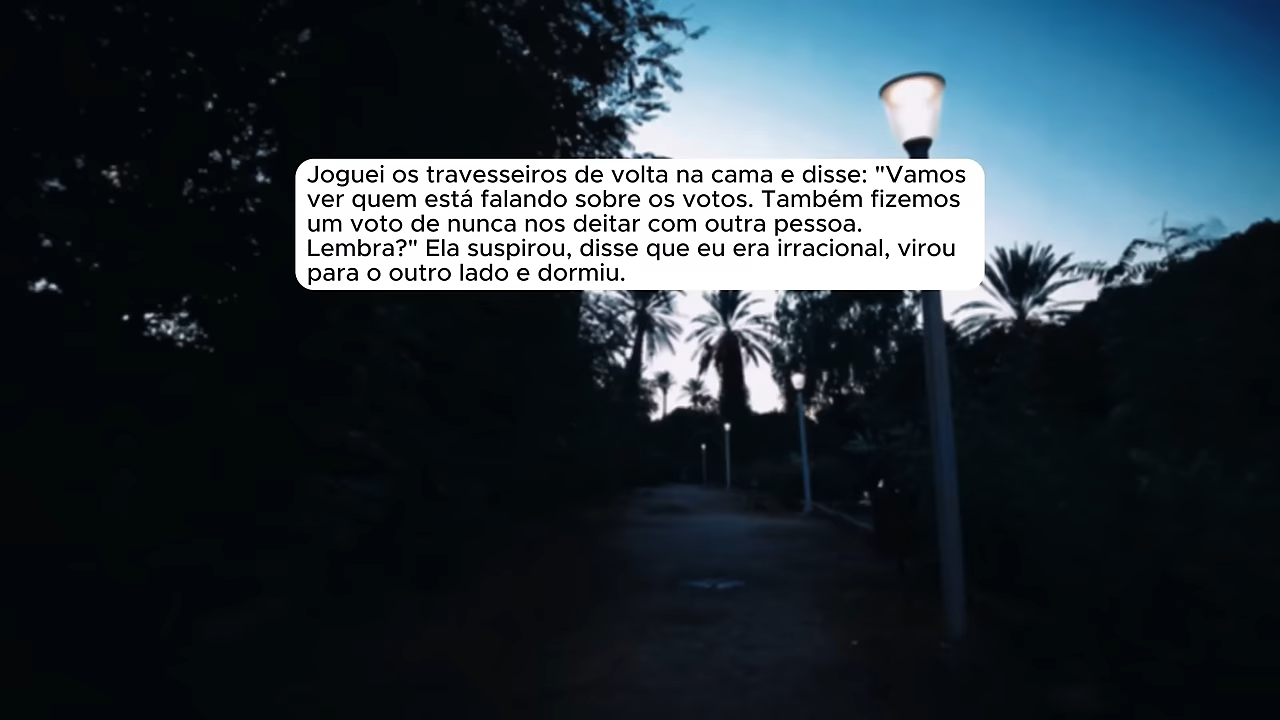 Joguei os travesseiros de volta na cama e disse: "Vamos
ver quem está falando sobre os votos. Também fizemos
um voto de nunca nos deitar com outra pessoa.
Lembra?" Ela suspirou, disse que eu era irracional, virou
para o outro lado e dormiu.